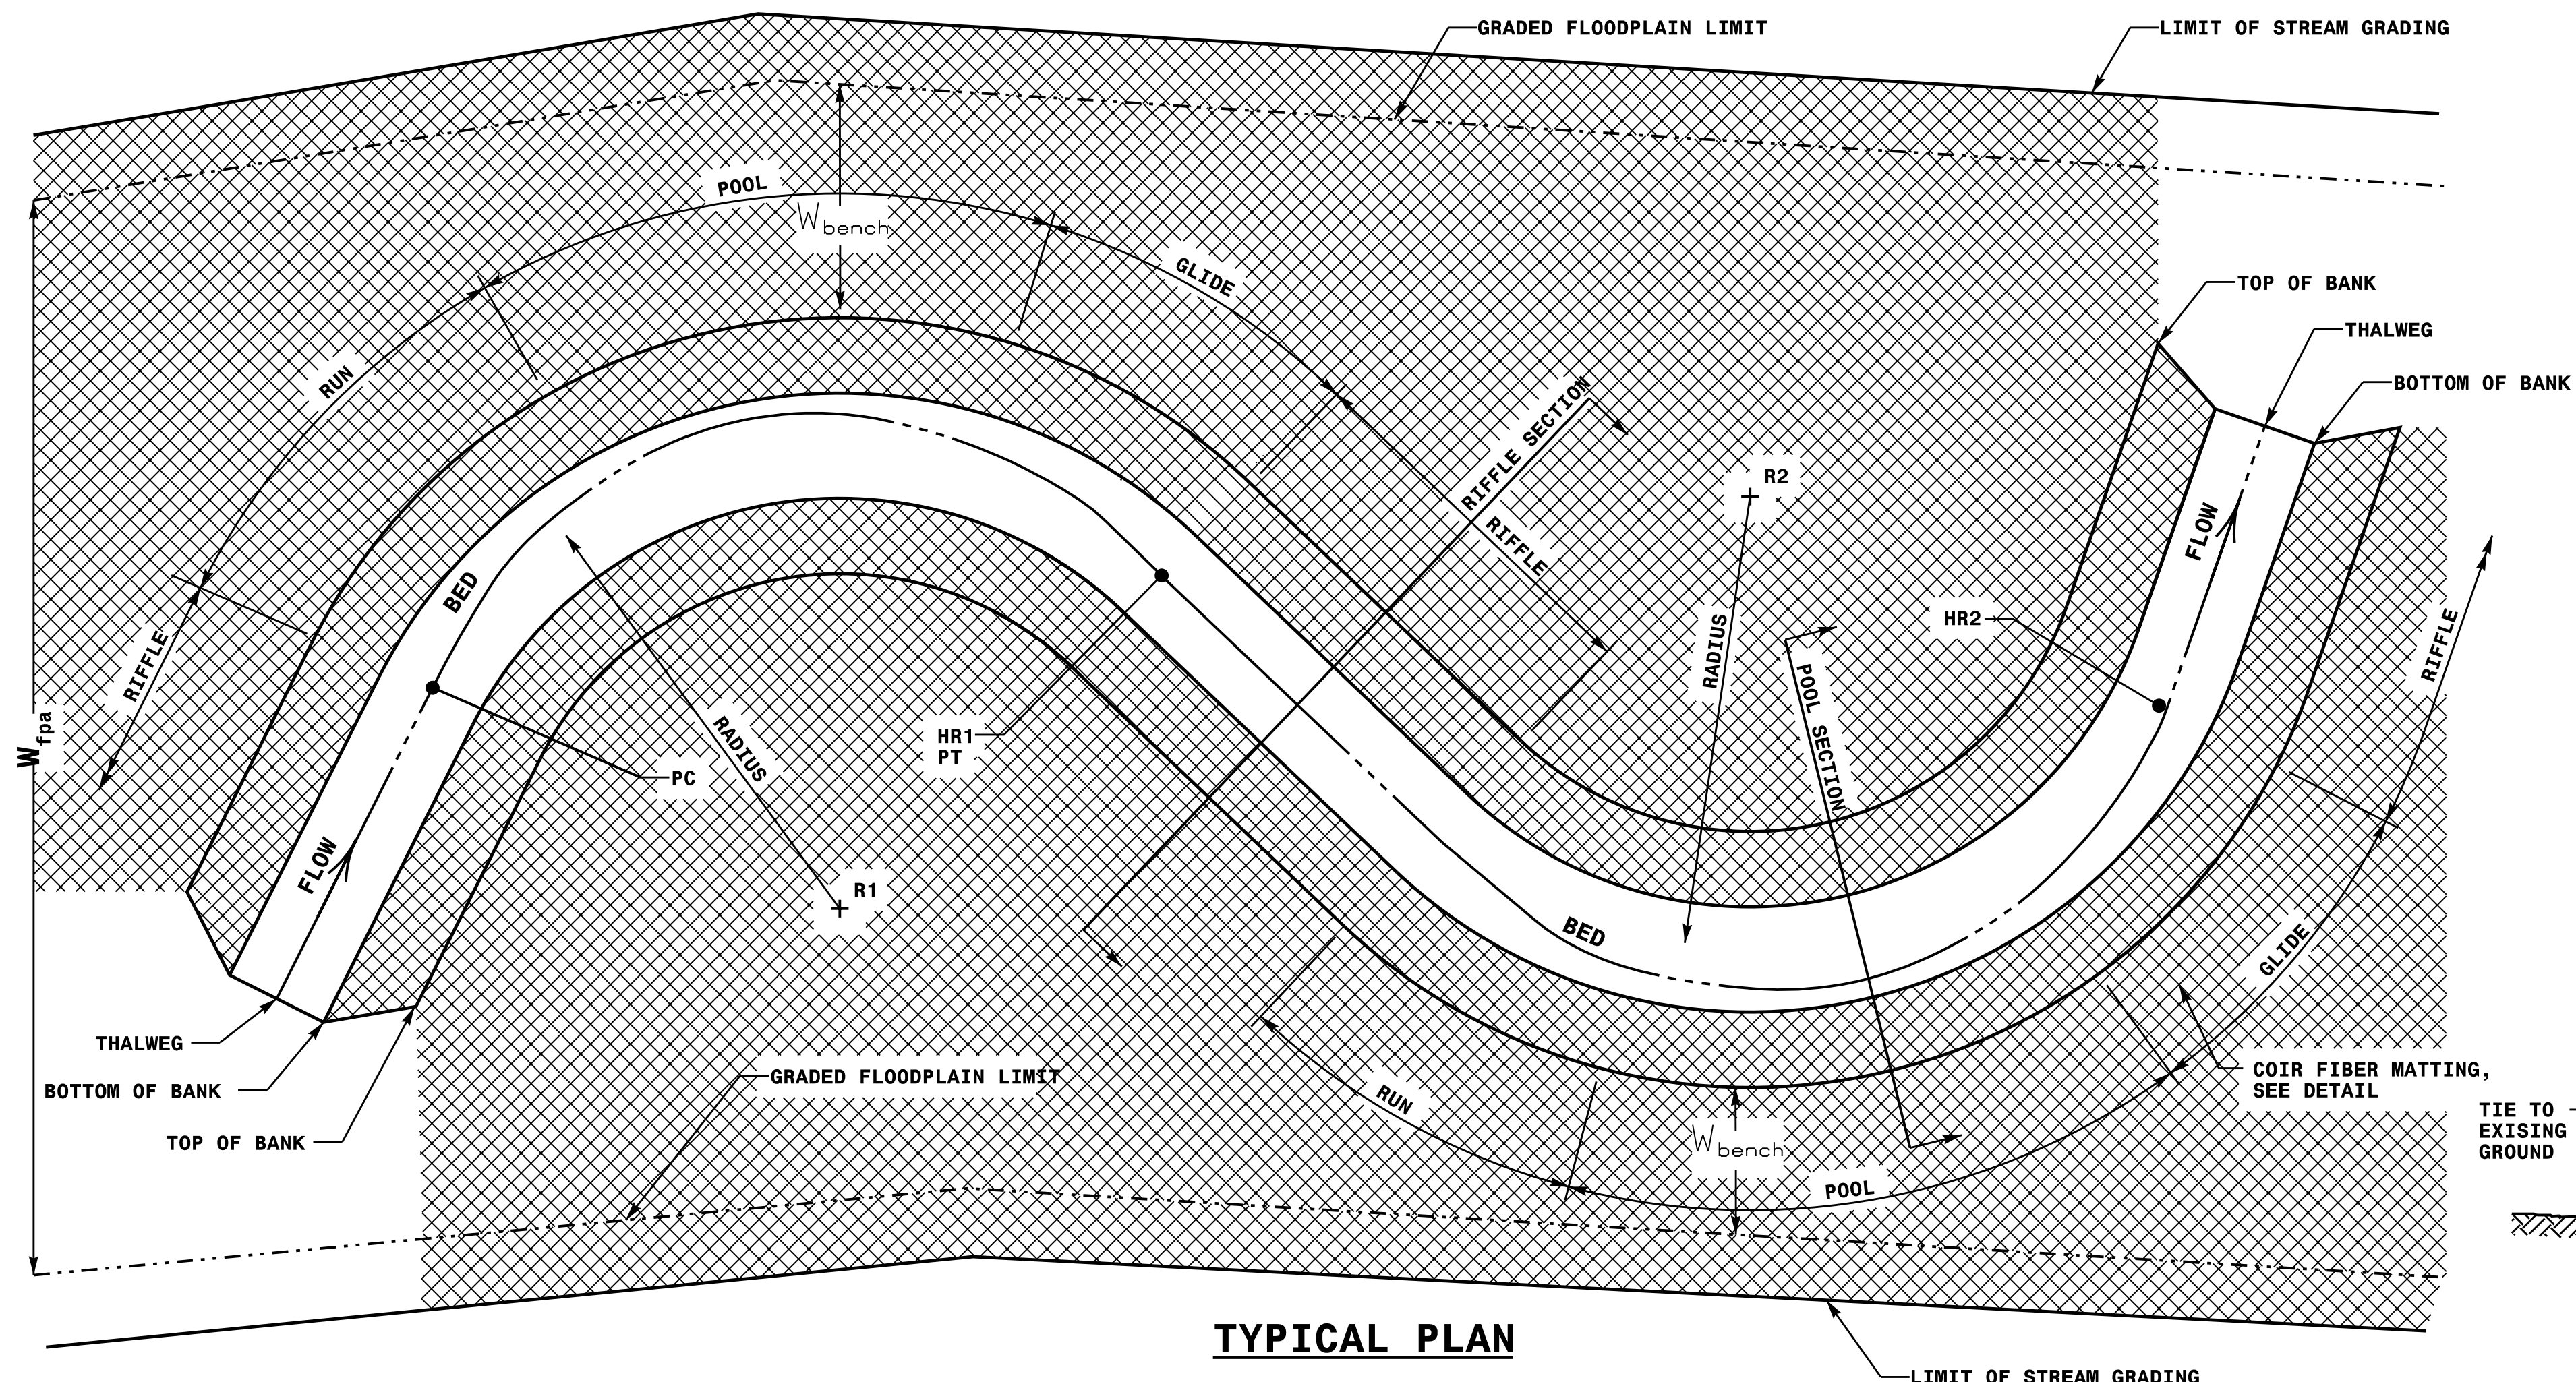 GRADED FLOODPLAIN LIMIT
LIMIT OF STREAM GRADING
POOL
Wbench
GLIDE
TOP OF BANK
THALWEG
BOTTOM OF BANK
RUN
RIFFLE SECTION
R2
RIFFLE
FLOW
BED
HR2
RADIUS
RIFFLE
RIFFLE
POOL SECTION
Wfpa
HR1
PT
RADIUS
PC
FLOW
R1
BED
GLIDE
THALWEG
BOTTOM OF BANK
TOP OF BANK
GRADED FLOODPLAIN LIMIT
RUN
Wbench
POOL
COIR FIBER MATTING,
SEE DETAIL
TIE TO
EXISING
GROUND
TYPICAL PLAN
LIMIT OF STREAM GRADING